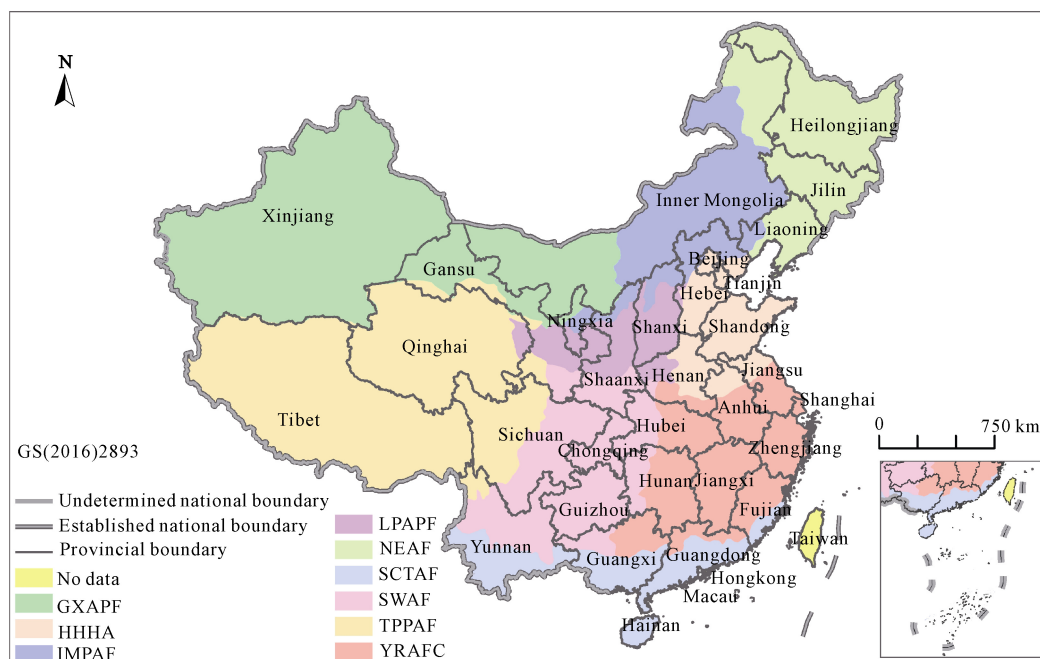 N
Heilongjiang
Jilin
Inner Mongolia
Liaoning
Xinjiang
Beijing
Gansu
Tianjin
Hebei
Ningxia
Shanxi
Shandong
Qinghai
Henan
Jiangsu
Shaanxi
Shanghai
Anhui
Tibet
Hubei
Sichuan
0 750 km
Chongqing
Zhengjiang
GS(2016)2893
Hunan
Jiangxi
Guizhou
Fujian
Undetermined national boundary
Established national boundary
Provincial boundary
Taiwan
Yunnan
Guangxi
Guangdong
Hongkong
Macau
Hainan
No data
GXAPF
HHHA
IMPAF
LPAPF
NEAF
SCTAF
SWAF
TPPAF
YRAFC